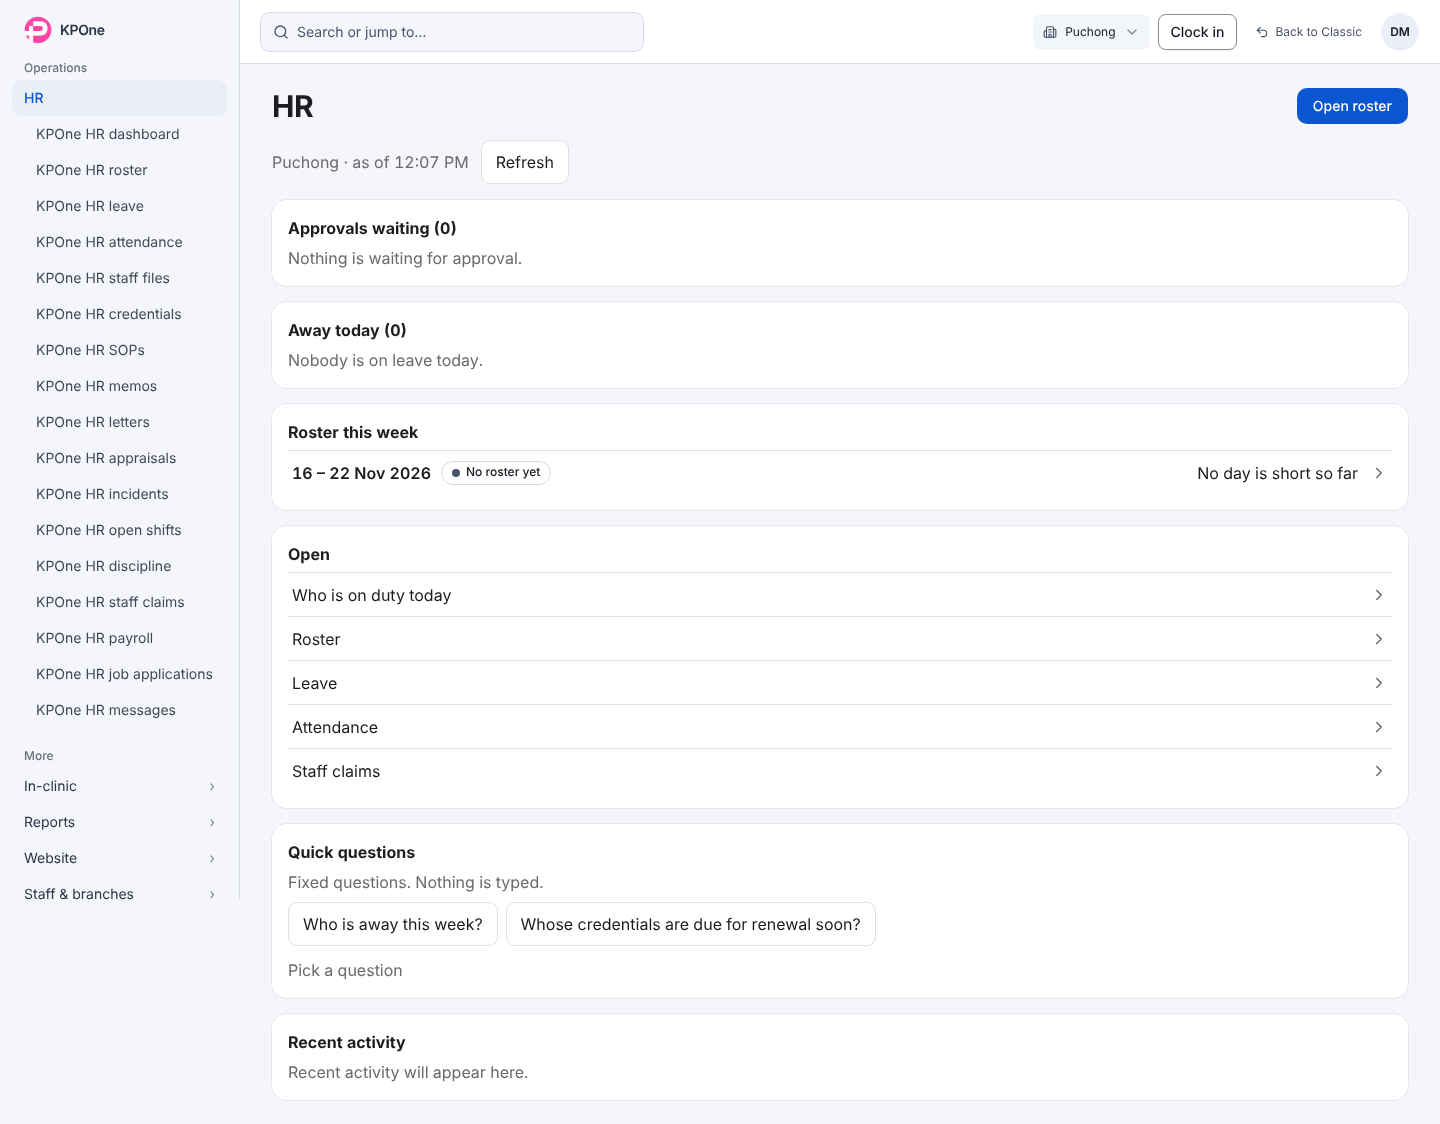 KPOne
Operations
HR
KPOne HR dashboard
KPOne HR roster
KPOne HR leave
KPOne HR attendance
KPOne HR staff files
KPOne HR credentials
KPOne HR SOPs
KPOne HR memos
KPOne HR letters
KPOne HR appraisals
KPOne HR incidents
KPOne HR open shifts
KPOne HR discipline
KPOne HR staff claims
KPOne HR payroll
KPOne HR job applications
KPOne HR messages
More
In-clinic
Reports
Website
Staff & branches
Search or jump to...
Puchong
Clock in
Back to Classic
DM
HR
Open roster
Puchong · as of 12:07 PM
Refresh
Approvals waiting (0)
Nothing is waiting for approval.
Away today (0)
Nobody is on leave today.
Roster this week
16 – 22 Nov 2026
No roster yet
No day is short so far
Open
Who is on duty today
Roster
Leave
Attendance
Staff claims
Quick questions
Fixed questions. Nothing is typed.
Who is away this week?
Whose credentials are due for renewal soon?
Pick a question
Recent activity
Recent activity will appear here.